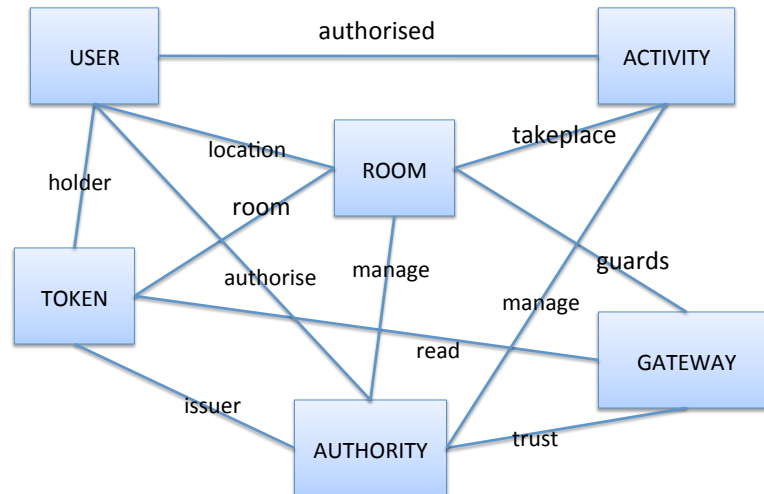 authorised
USER
ACTIVITY
takeplace
location
ROOM
holder
room
guards
authorise
manage
manage
TOKEN
read
GATEWAY
issuer
AUTHORITY
trust